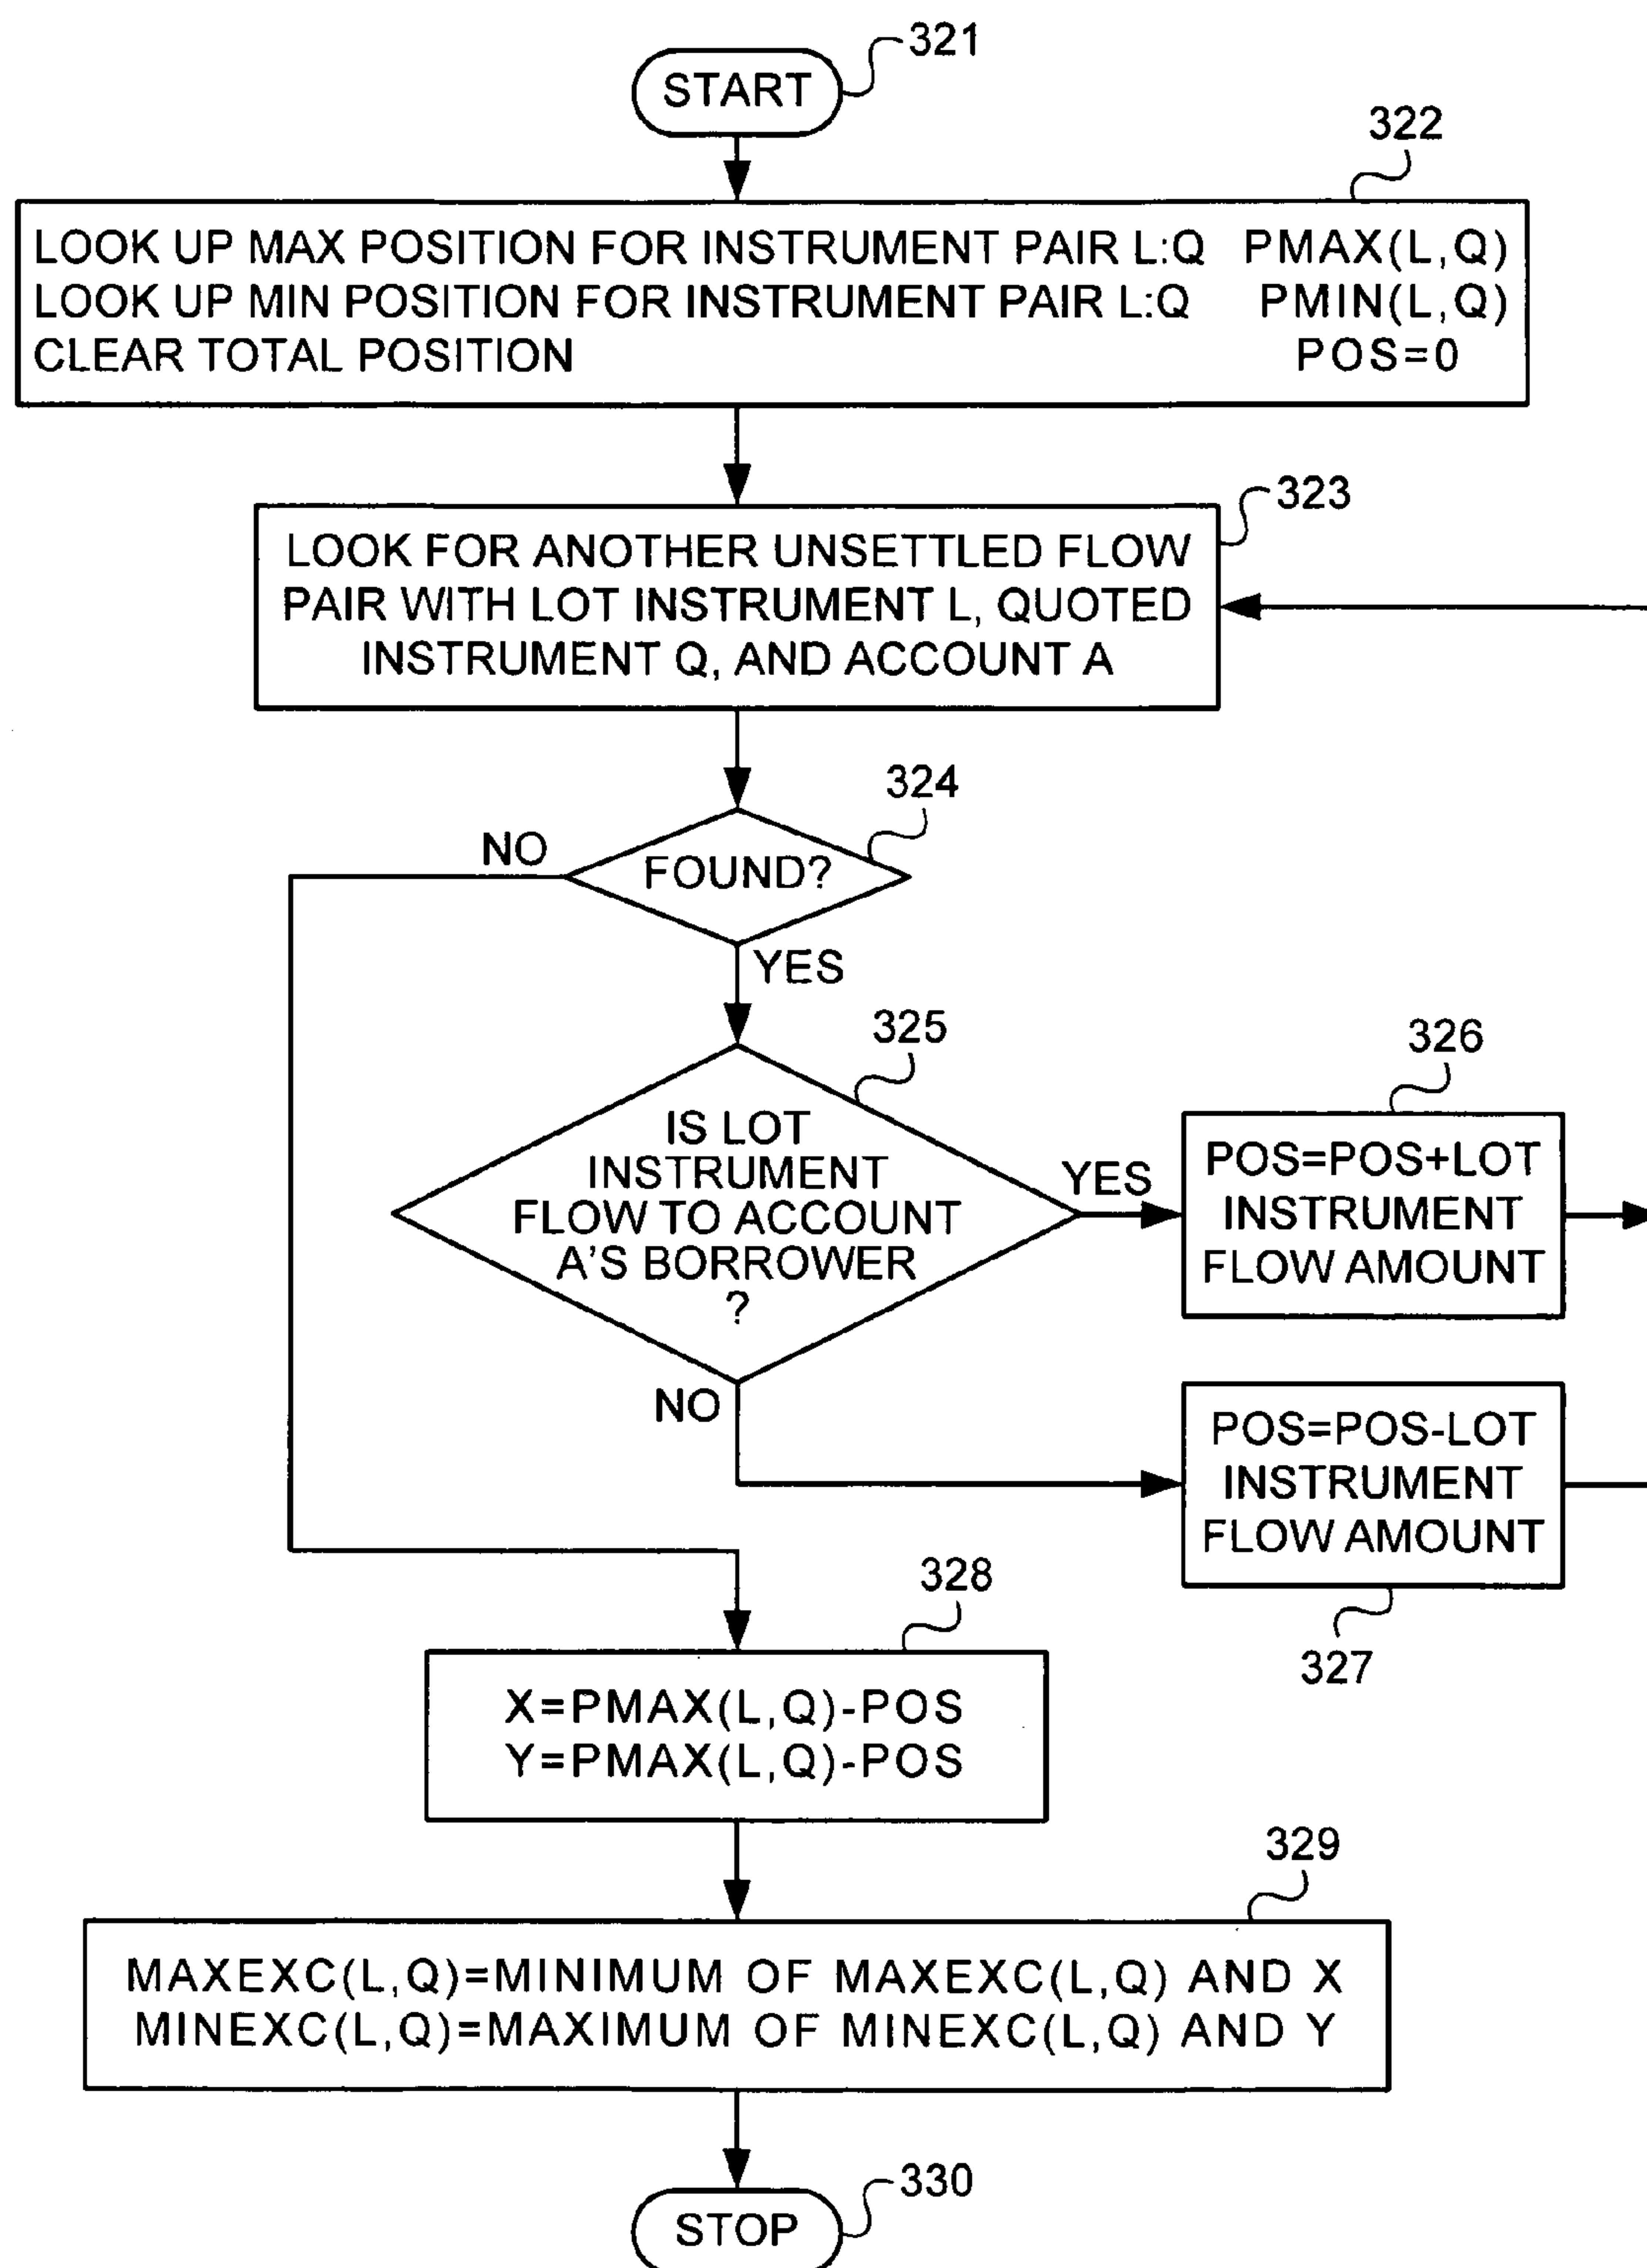 START
321
322
LOOK UP MAX POSITION FOR INSTRUMENT PAIR L:Q PMAX(L,Q)
LOOK UP MIN POSITION FOR INSTRUMENT PAIR L:Q PMIN(L,Q)
CLEAR TOTAL POSITION POS=0
323
LOOK FOR ANOTHER UNSETTLED FLOW
PAIR WITH LOT INSTRUMENT L, QUOTED
INSTRUMENT Q, AND ACCOUNT A
324
NO
FOUND?
YES
325
IS LOT
INSTRUMENT
FLOW TO ACCOUNT
A'S BORROWER
?
YES
326
POS=POS+LOT
INSTRUMENT
FLOW AMOUNT
NO
POS=POS-LOT
INSTRUMENT
FLOW AMOUNT
327
328
X=PMAX(L,Q)-POS
Y=PMAX(L,Q)-POS
329
MAXEXC(L,Q)=MINIMUM OF MAXEXC(L,Q) AND X
MINEXC(L,Q)=MAXIMUM OF MINEXC(L,Q) AND Y
330
STOP